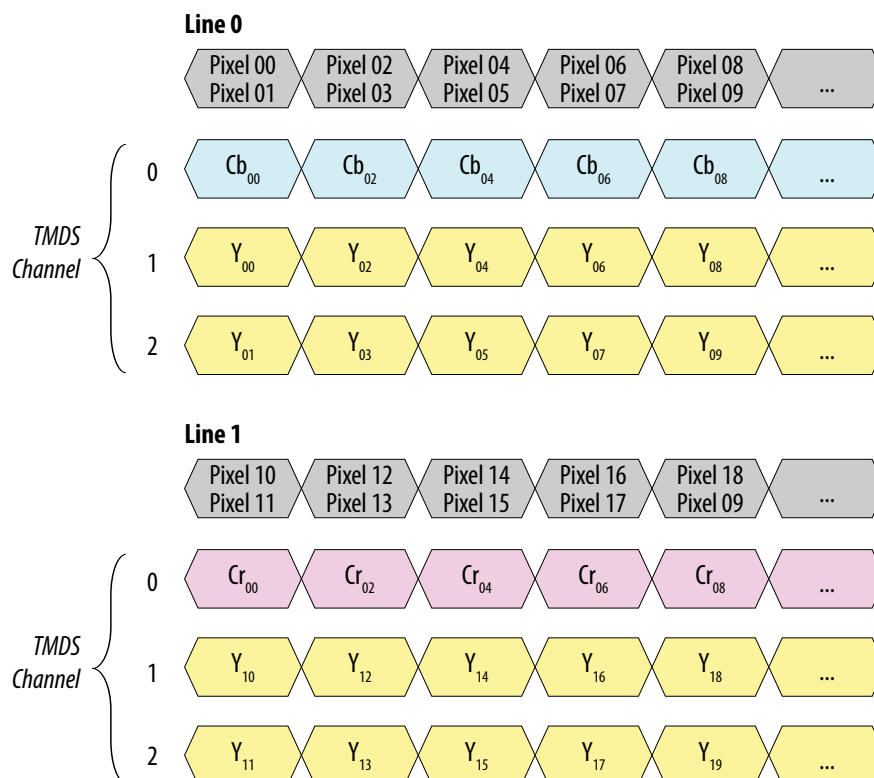 Line 0
Pixel 00 Pixel 02 Pixel 04 Pixel 06 Pixel 08
Pixel 01 Pixel 03 Pixel 05 Pixel 07 Pixel 09 ...
0 Cb00 Cb02 Cb04 Cb06 Cb08 ...
TMDS
Channel
1 Y00 Y02 Y04 Y06 Y08 ...
2 Y01 Y03 Y05 Y07 Y09 ...
Line 1
Pixel 10 Pixel 12 Pixel 14 Pixel 16 Pixel 18
Pixel 11 Pixel 13 Pixel 15 Pixel 17 Pixel 09 ...
0 Cr00 Cr02 Cr04 Cr06 Cr08 ...
TMDS
Channel
1 Y10 Y12 Y14 Y16 Y18 ...
2 Y11 Y13 Y15 Y17 Y19 ...